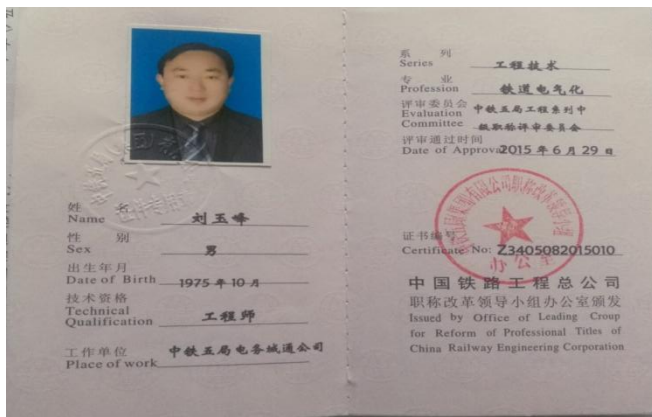 姓 名
Name 刘玉峰
性 别
Sex 男
出生年月
Date of Birth 1975 年 10 月
技术资格
Technical
Qualification 工程师
工作单位 中铁五局电务城通公司
Place of work
系 列
Series 工程技术
专 业
Profession 铁道电气化
评审委员会 中铁五局工程系列中
Evaluation
Committee 级职称评审委员会
评审通过时间
Date of Approval 2015 年 6 月 29 日
证书编号
Certificate No: Z3405082015010
办公室
中国铁路工程总公司
职称改革领导小组办公室颁发
Issued by Office of Leading Croup
for Reform of Professional Titles of
China Railway Engineering Corporation